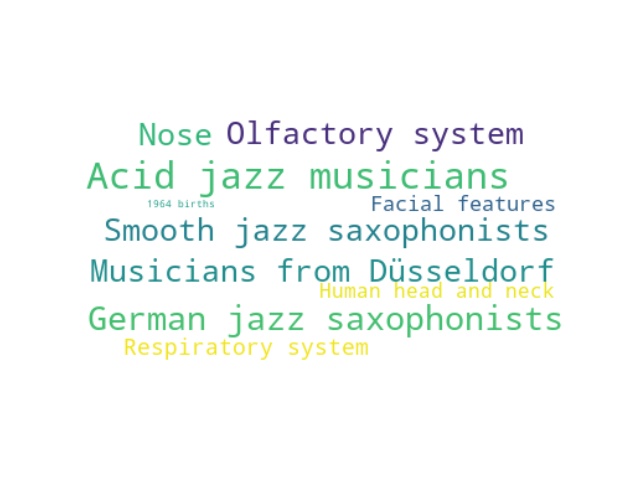 Nose Olfactory system
Acid jazz musicians
1964 births Facial features
Smooth jazz saxophonists
Musicians from Düsseldorf
Human head and neck
German jazz saxophonists
Respiratory system